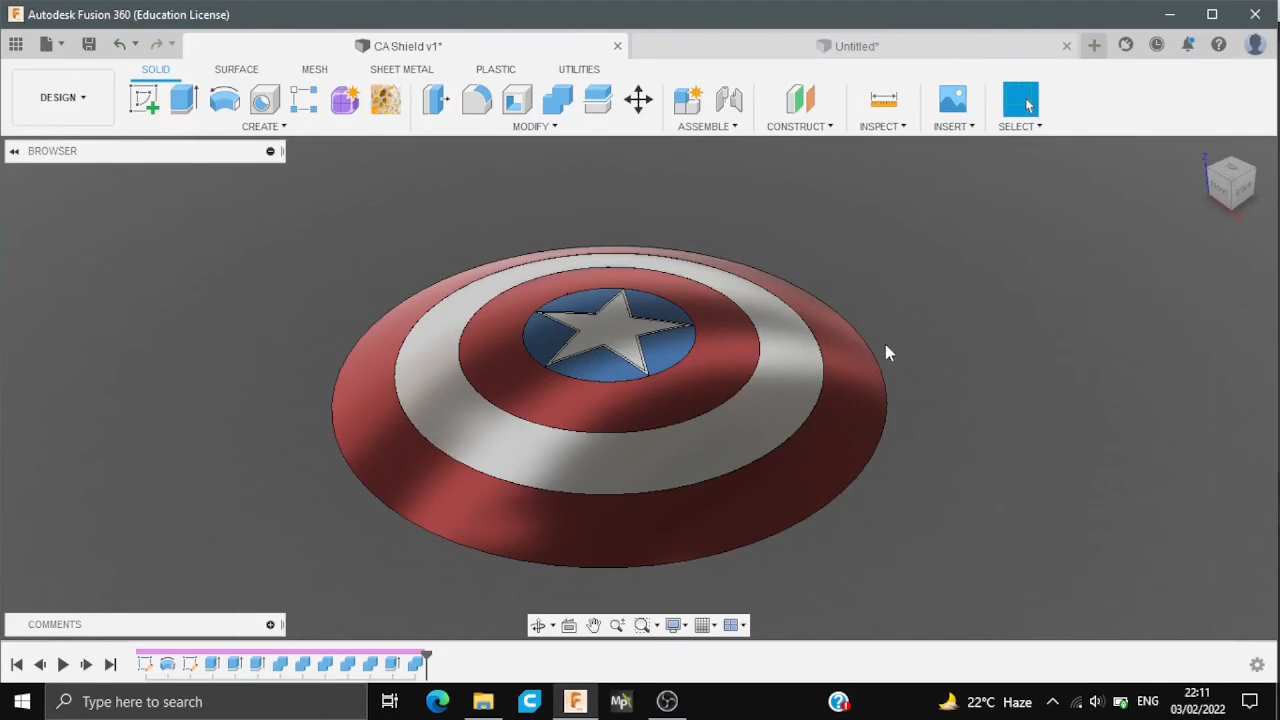 Autodesk Fusion 360 (Education License)
CA Shield v1*
Untitled*
DESIGN
SOLID
SURFACE
MESH
SHEET METAL
PLASTIC
UTILITIES
CREATE
MODIFY
ASSEMBLE
CONSTRUCT
INSPECT
INSERT
SELECT
BROWSER
Z
X
COMMENTS
Type here to search
22°C Haze
ENG
22:11
03/02/2022